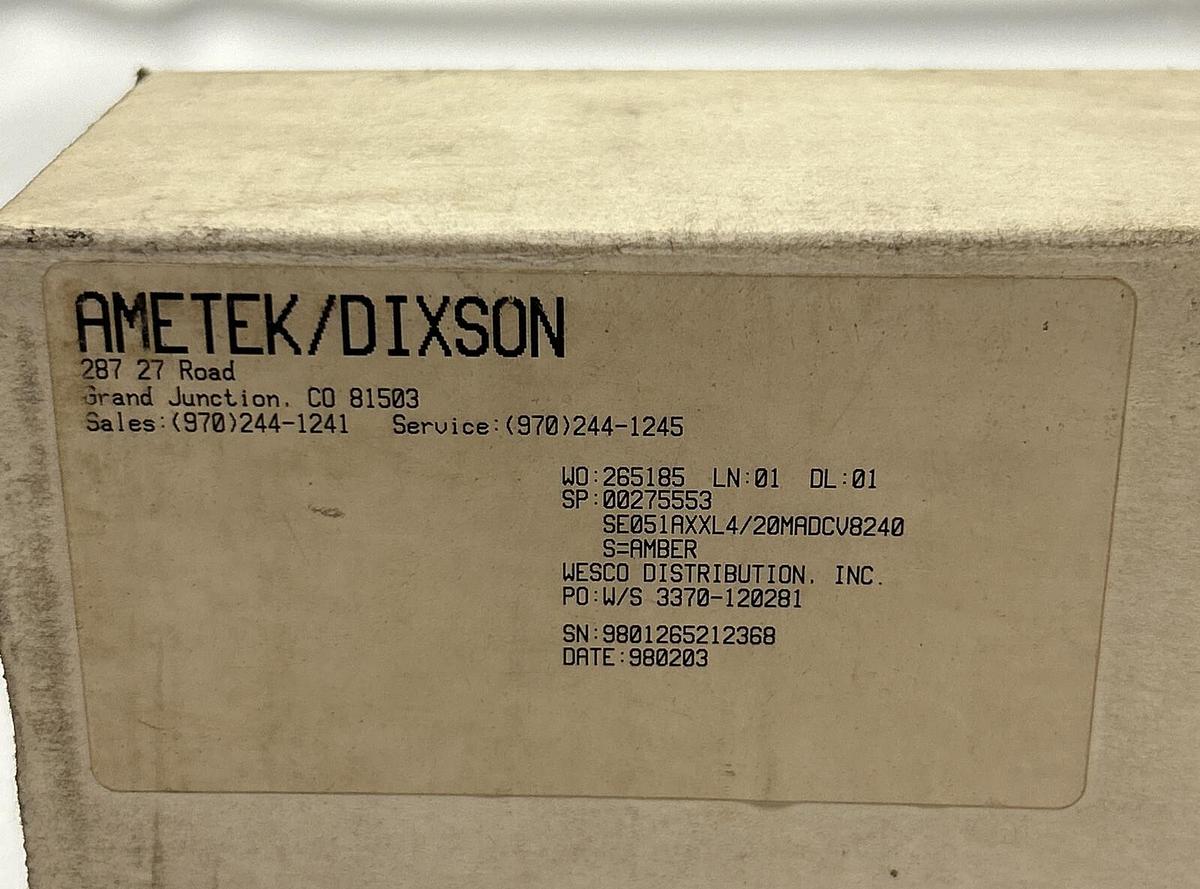 AMETEK/DIXSON
287 27 Road
Grand Junction, CO 81503
Sales:(970)244-1241 Service:(970)244-1245
WO:265185 LN:01 DL:01
SP:00275553
SE051AXXL4/20MADCV8240
S=AMBER
WESCO DISTRIBUTION, INC.
PO:W/S 3370-120281
SN:9801265212368
DATE:980203